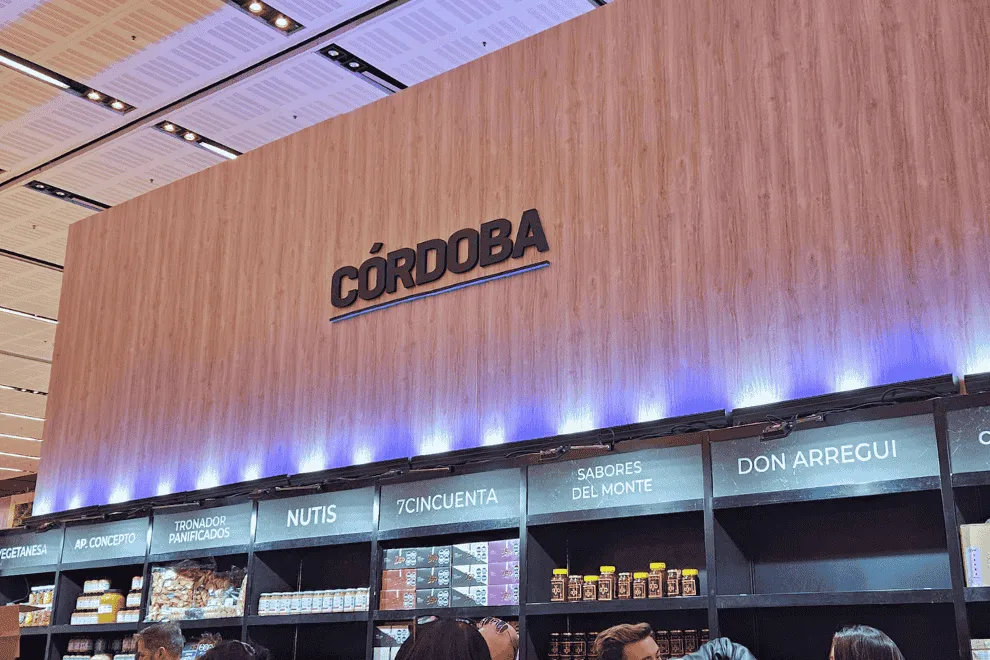 CÓRDOBA
VEGETANESA
AP. CONCEPTO
TRONADOR
PANIFICADOS
NUTIS
7CINCUENTA
SABORES
DEL MONTE
DON ARREGUI